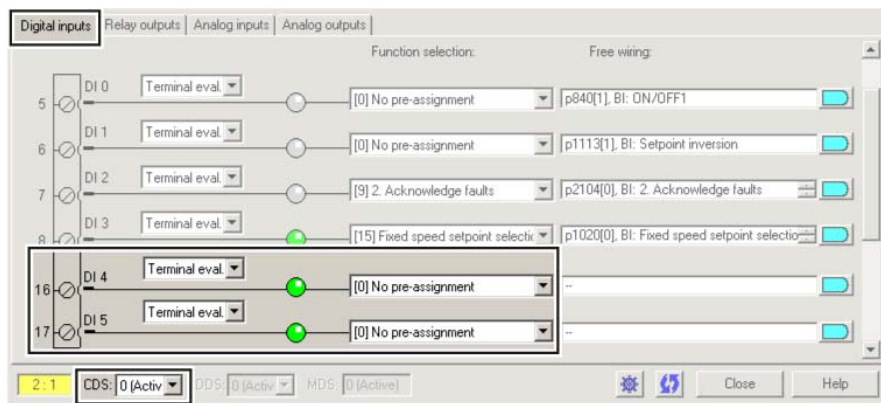 Digital inputs Relay outputs Analog inputs Analog outputs
Function selection: Free wiring:
DI 0 Terminal eval.
5 [0] No pre-assignment p840[1], BI: ON/OFF1
DI 1 Terminal eval.
6 [0] No pre-assignment p1113[1], BI: Setpoint inversion
DI 2 Terminal eval.
7 [9] 2. Acknowledge faults p2104[0], BI: 2. Acknowledge faults
DI 3 Terminal eval.
8 [15] Fixed speed setpoint selectic p1020[0], BI: Fixed speed setpoint selectio
DI 4 Terminal eval.
16 [0] No pre-assignment --
DI 5 Terminal eval.
17 [0] No pre-assignment --
2 : 1 CDS: 0 (Activ DDS: 0 (Activ MDS: 0 (Active) Close Help